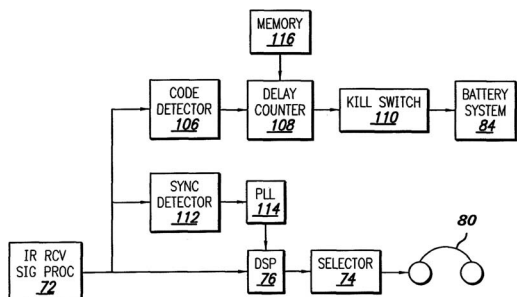 MEMORY
116
CODE
DETECTOR
106
DELAY
COUNTER
108
KILL SWITCH
110
BATTERY
SYSTEM
84
SYNC
DETECTOR
112
PLL
114
80
IR RCV
SIG PROC
72
DSP
76
SELECTOR
74